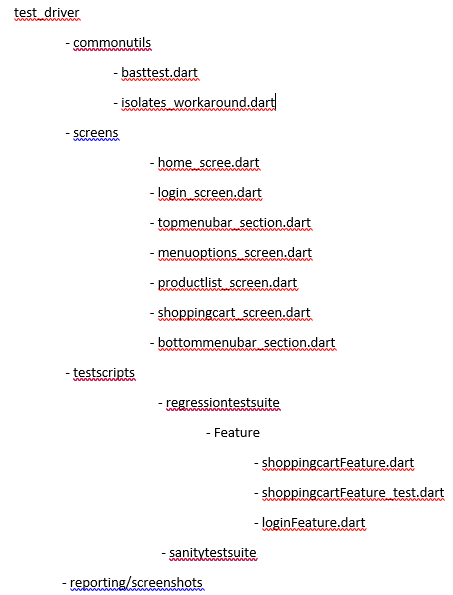 test_driver
- commonutils
- basttest.dart
- isolates_workaround.dart
- screens
- home_scree.dart
- login_screen.dart
- topmenubar_section.dart
- menuoptions_screen.dart
- productlist_screen.dart
- shoppingcart_screen.dart
- bottommenubar_section.dart
- testscripts
- regressiontestsuite
- Feature
- shoppingcartFeature.dart
- shoppingcartFeature_test.dart
- loginFeature.dart
- sanitytestsuite
- reporting/screenshots